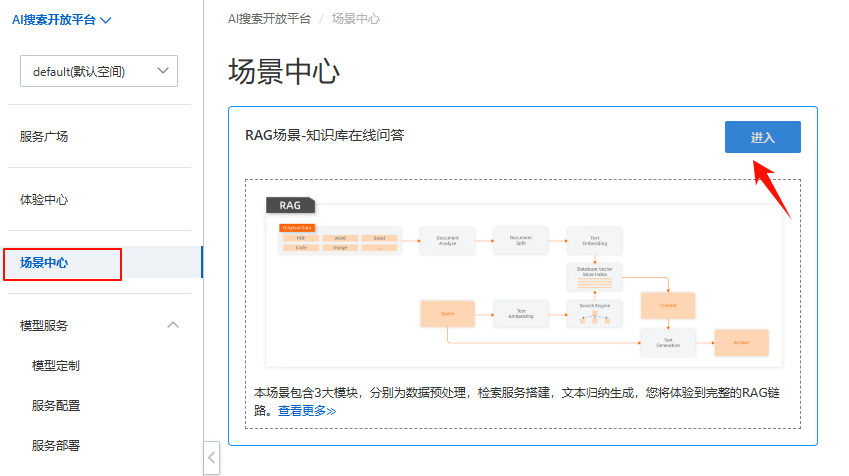 AI搜索开放平台
AI搜索开放平台 / 场景中心
default(默认空间)
场景中心
服务广场
体验中心
场景中心
模型服务
模型定制
服务配置
服务部署
RAG场景-知识库在线问答
进入
RAG
Original Data
PDF
Word
Excel
Code
Image
...
Document
Analyze
Document
Split
Text
Embedding
Database Vector
Store Index
Query
Text
Embedding
Search Engine
Context
Text
Generation
Answer
本场景包含3大模块，分别为数据预处理，检索服务搭建，文本归纳生成，您将体验到完整的RAG链
路。查看更多»